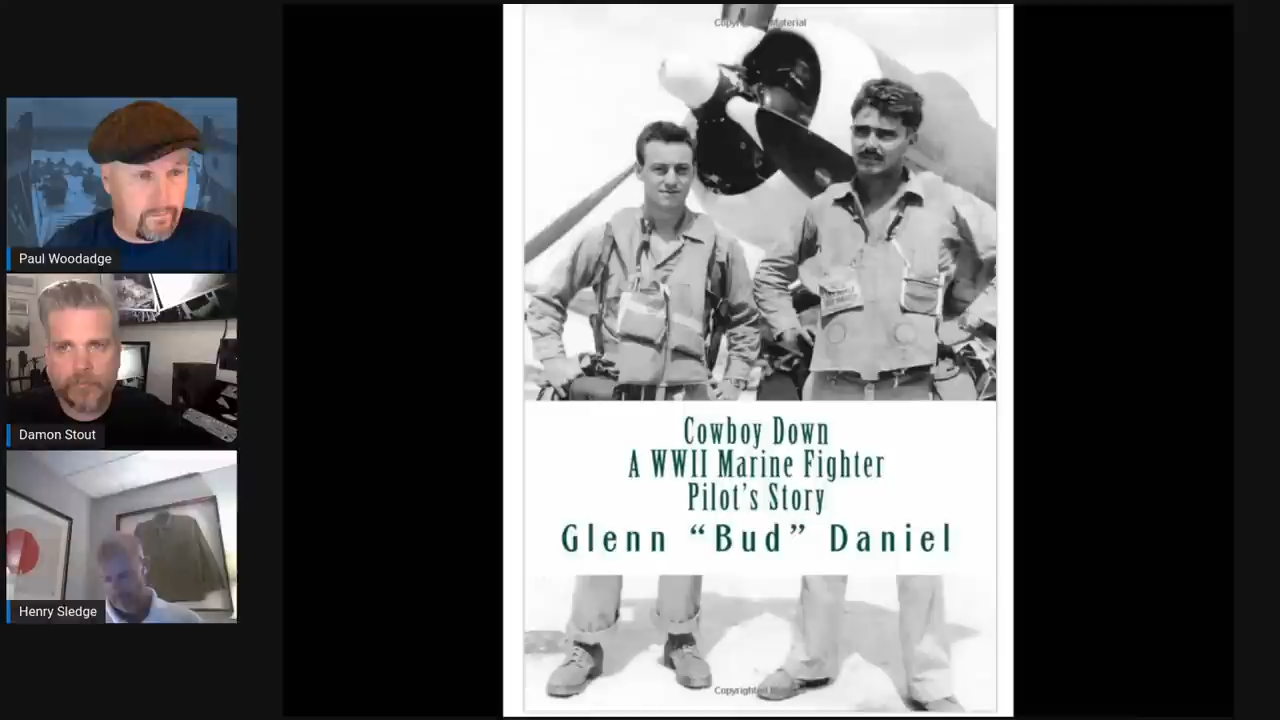 Paul Woodadge
Damon Stout
Henry Sledge
Copyrighted Material
Cowboy Down
A WWII Marine Fighter
Pilot's Story
Glenn “Bud” Daniel
Copyrighted Material